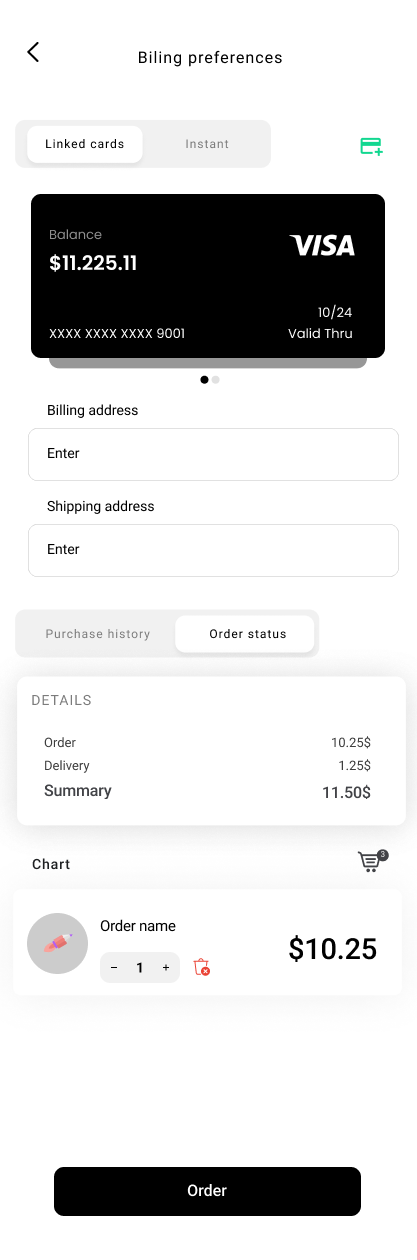 Biling preferences
Linked cards
Instant
Balance
$11.225.11
VISA
10/24
XXXX XXXX XXXX 9001
Valid Thru
Billing address
Enter
Shipping address
Enter
Purchase history
Order status
DETAILS
Order 10.25$
Delivery 1.25$
Summary 11.50$
Chart
3
Order name
- 1 +
$10.25
Order